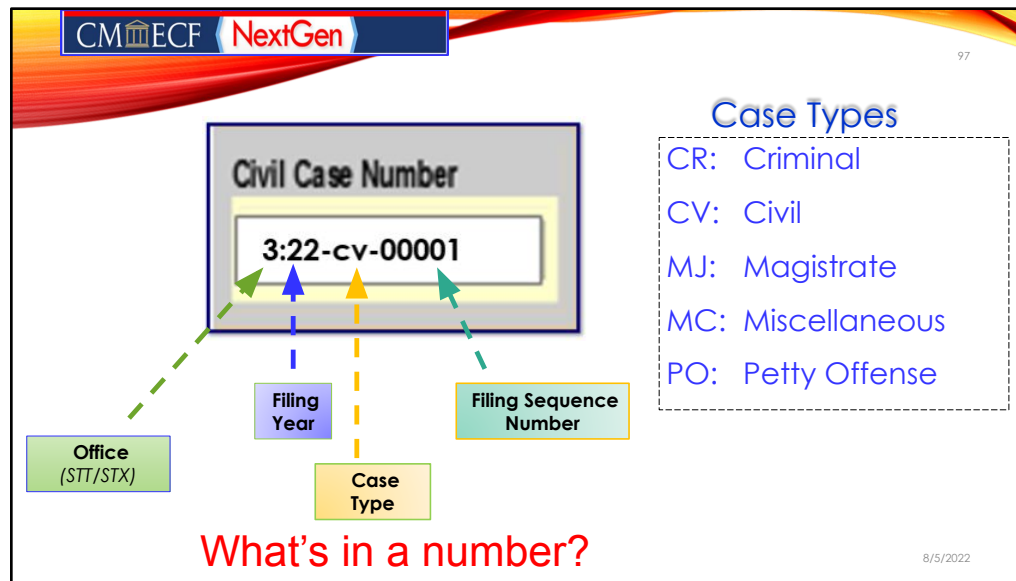 CM ECF NextGen
97
Civil Case Number
3:22-cv-00001
Office
(STT/STX)
Filing
Year
Case
Type
Filing Sequence
Number
Case Types
CR: Criminal
CV: Civil
MJ: Magistrate
MC: Miscellaneous
PO: Petty Offense
What's in a number?
8/5/2022